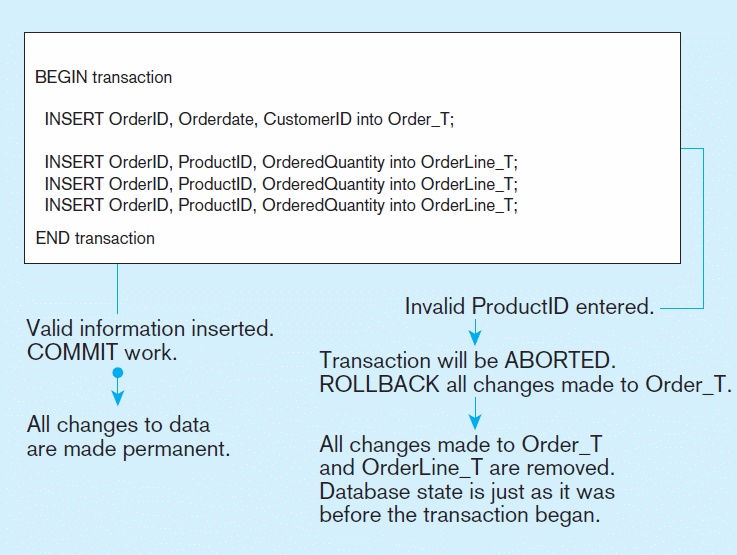 BEGIN transaction
INSERT OrderID, Orderdate, CustomerID into Order_T;
INSERT OrderID, ProductID, OrderedQuantity into OrderLine_T;
INSERT OrderID, ProductID, OrderedQuantity into OrderLine_T;
INSERT OrderID, ProductID, OrderedQuantity into OrderLine_T;
END transaction
Valid information inserted.
COMMIT work.
All changes to data
are made permanent.
Invalid ProductID entered.
Transaction will be ABORTED.
ROLLBACK all changes made to Order_T.
All changes made to Order_T
and OrderLine_T are removed.
Database state is just as it was
before the transaction began.